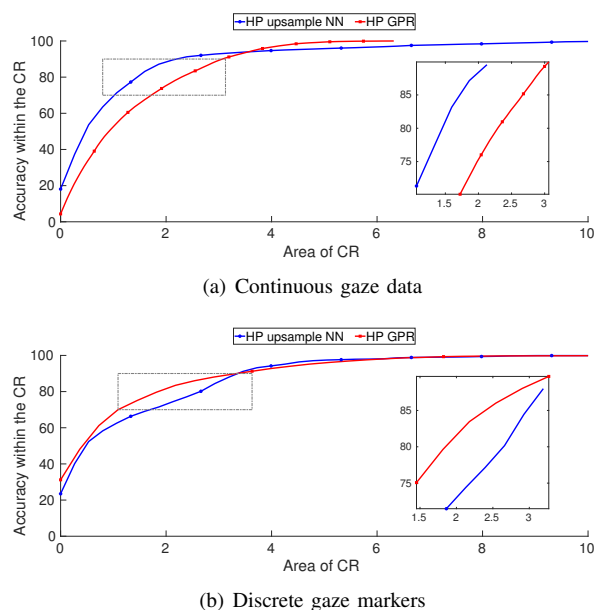 HP upsample NN HP GPR
100
80
60
40
20
0
Accuracy within the CR
85
80
75
1.5 2 2.5 3
0 2 4 6 8 10
Area of CR
(a) Continuous gaze data
HP upsample NN HP GPR
100
80
60
40
20
0
Accuracy within the CR
85
80
75
1.5 2 2.5 3
0 2 4 6 8 10
Area of CR
(b) Discrete gaze markers